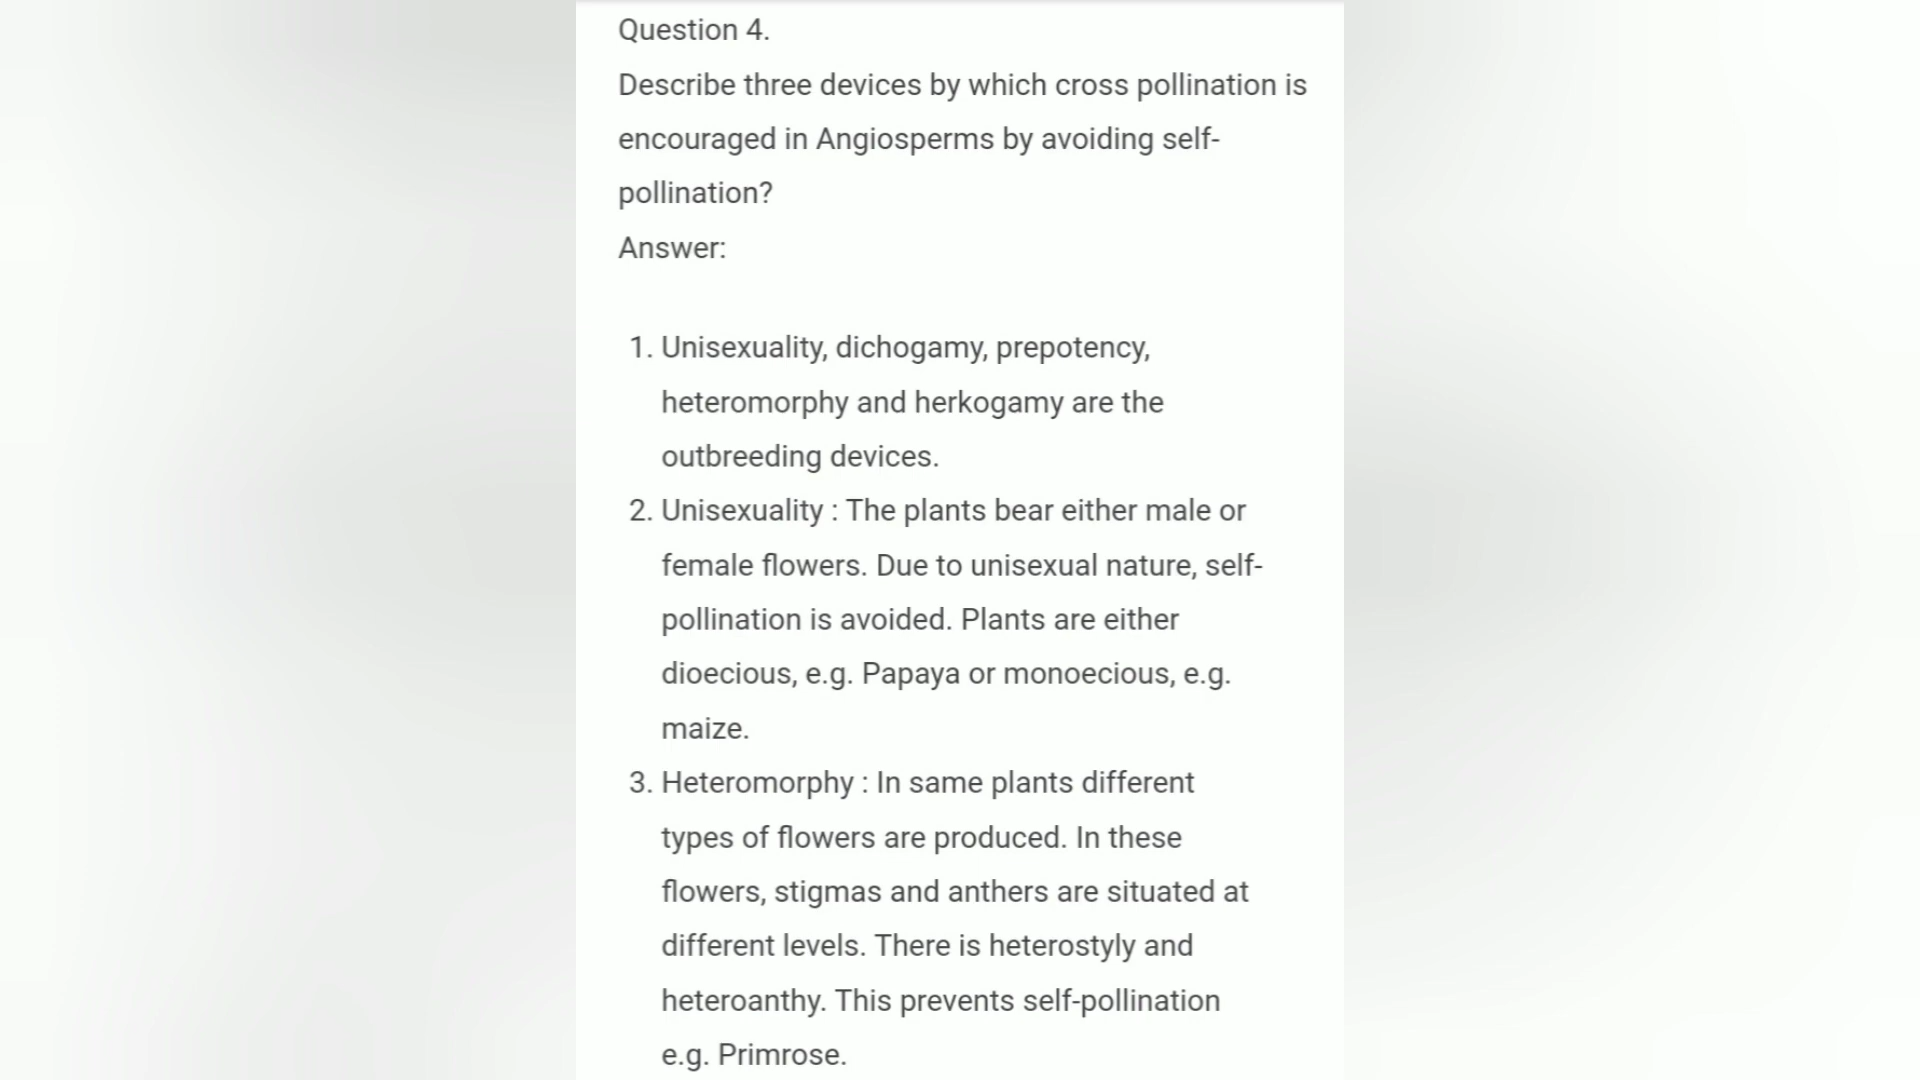 Question 4.
Describe three devices by which cross pollination is
encouraged in Angiosperms by avoiding self-
pollination?
Answer:
1. Unisexuality, dichogamy, prepotency,
heteromorphy and herkogamy are the
outbreeding devices.
2. Unisexuality : The plants bear either male or
female flowers. Due to unisexual nature, self-
pollination is avoided. Plants are either
dioecious, e.g. Papaya or monoecious, e.g.
maize.
3. Heteromorphy : In same plants different
types of flowers are produced. In these
flowers, stigmas and anthers are situated at
different levels. There is heterostyly and
heteroanthy. This prevents self-pollination
e.g. Primrose.